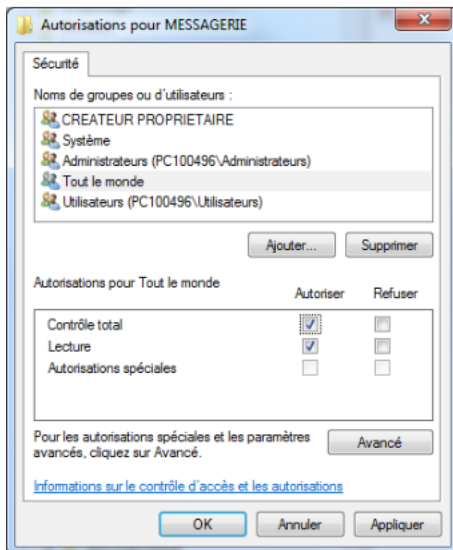 Autorisations pour MESSAGERIE
Sécurité
Noms de groupes ou d'utilisateurs :
CREATEUR PROPRIETAIRE
Système
Administrateurs (PC100496\Administrateurs)
Tout le monde
Utilisateurs (PC100496\Utilisateurs)
Ajouter... Supprimer
Autorisations pour Tout le monde Autoriser Refuser
Contrôle total
Lecture
Autorisations spéciales
Pour les autorisations spéciales et les paramètres
avancés, cliquez sur Avancé.
Avancé
Informations sur le contrôle d'accès et les autorisations
OK Annuler Appliquer